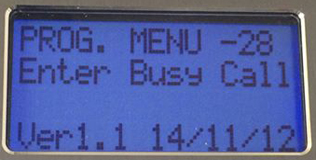 PROG. MENU -28
Enter Busy Call
Ver1.1 14/11/12